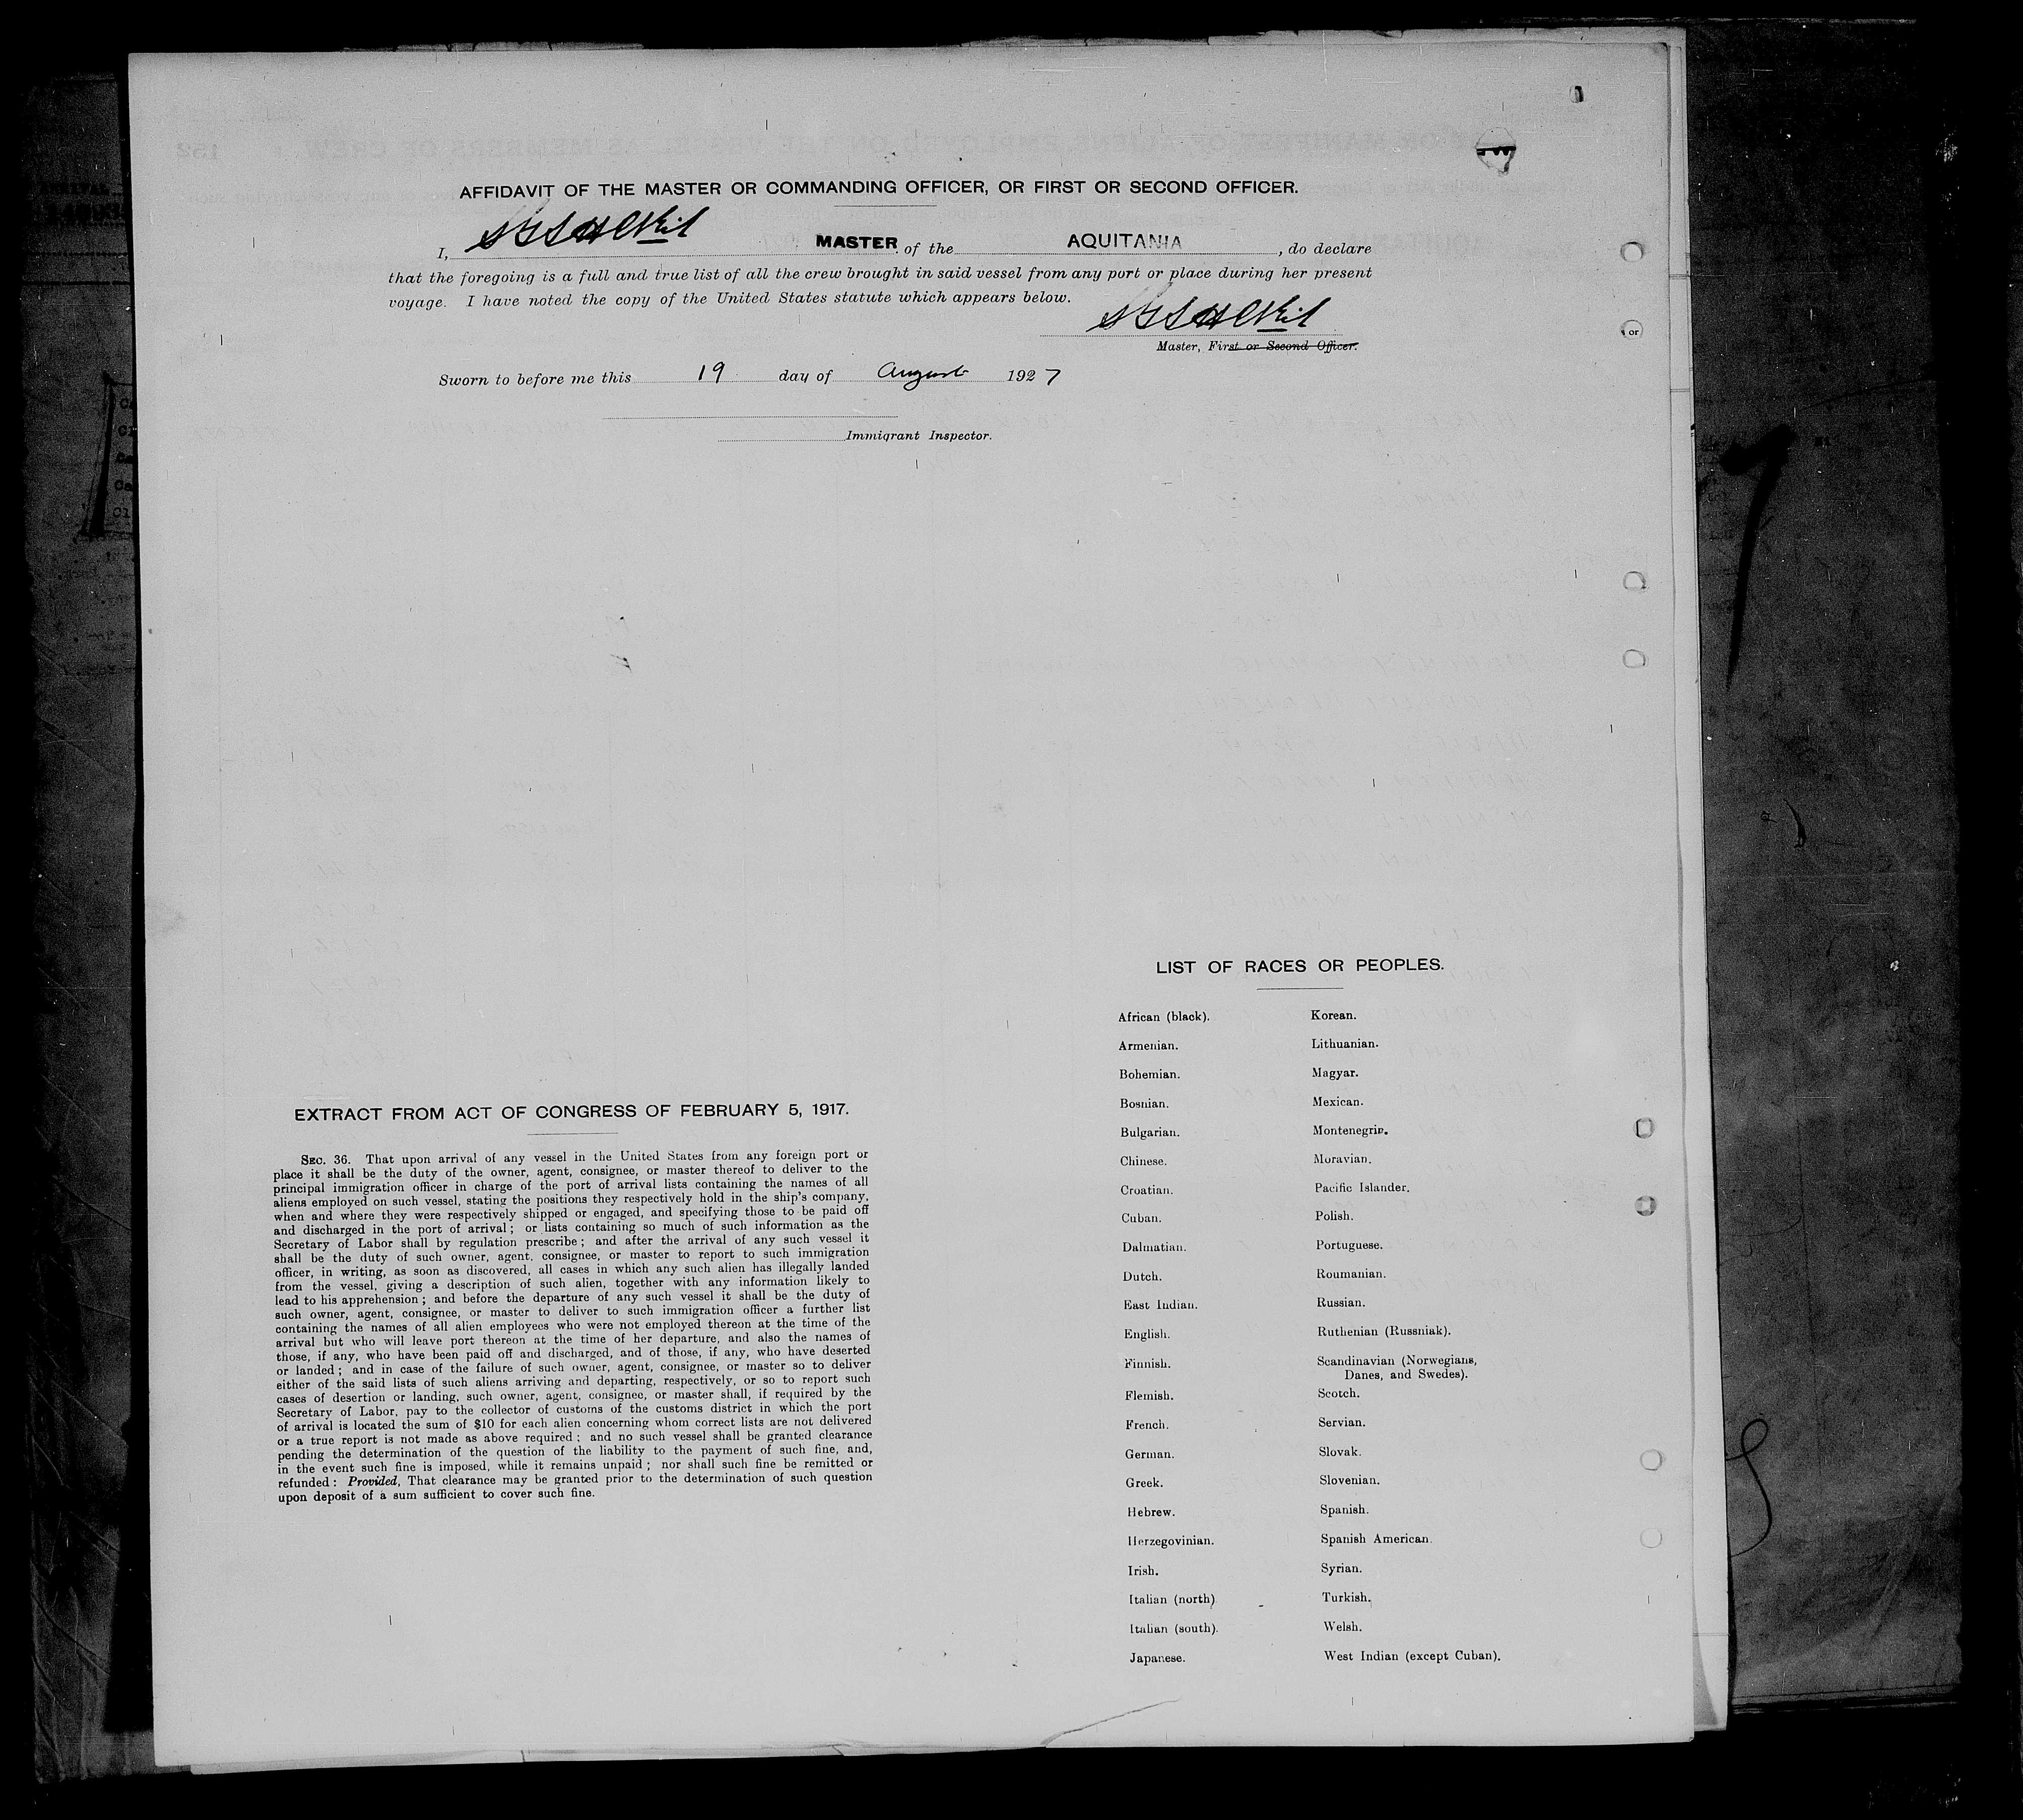 AFFIDAVIT OF THE MASTER OR COMMANDING OFFICER, OR FIRST OR SECOND OFFICER.
I, MASTER of the AQUITANIA, do declare
that the foregoing is a full and true list of all the crew brought in said vessel from any port or place during her present
voyage. I have noted the copy of the United States statute which appears below.
Master, First or Second Officer.
Sworn to before me this 19 day of August 1927
Immigrant Inspector.
LIST OF RACES OR PEOPLES.
African (black).
Armenian.
Bohemian.
Bosnian.
Bulgarian.
Chinese.
Croatian.
Cuban.
Dalmatian.
Dutch.
East Indian.
English.
Finnish.
Flemish.
French.
German.
Greek.
Hebrew.
Herzegovinian.
Irish.
Italian (north)
Italian (south).
Japanese.
Korean.
Lithuanian.
Magyar.
Mexican.
Montenegrin.
Moravian.
Pacific Islander.
Polish.
Portuguese.
Roumanian.
Russian.
Ruthenian (Russniak).
Scandinavian (Norwegians,
Danes, and Swedes).
Scotch.
Servian.
Slovak.
Slovenian.
Spanish.
Spanish American.
Syrian.
Turkish.
Welsh.
West Indian (except Cuban).
EXTRACT FROM ACT OF CONGRESS OF FEBRUARY 5, 1917.
SEC. 36. That upon arrival of any vessel in the United States from any foreign port or
place it shall be the duty of the owner, agent, consignee, or master thereof to deliver to the
principal immigration officer in charge of the port of arrival lists containing the names of all
aliens employed on such vessel, stating the positions they respectively hold in the ship's company,
when and where they were respectively shipped or engaged, and specifying those to be paid off
and discharged in the port of arrival; or lists containing so much of such information as the
Secretary of Labor shall by regulation prescribe; and after the arrival of any such vessel it
shall be the duty of such owner, agent, consignee, or master to report to such immigration
officer, in writing, as soon as discovered, all cases in which any such alien has illegally landed
from the vessel, giving a description of such alien, together with any information likely to
lead to his apprehension; and before the departure of any such vessel it shall be the duty of
such owner, agent, consignee, or master to deliver to such immigration officer a further list
containing the names of all alien employees who were not employed thereon at the time of the
arrival but who will leave port thereon at the time of her departure, and also the names of
those, if any, who have been paid off and discharged, and of those, if any, who have deserted
or landed; and in case of the failure of such owner, agent, consignee, or master so to deliver
either of the said lists of such aliens arriving and departing, respectively, or so to report such
cases of desertion or landing, such owner, agent, consignee, or master shall, if required by the
Secretary of Labor, pay to the collector of customs of the customs district in which the port
of arrival is located the sum of $10 for each alien concerning whom correct lists are not delivered
or a true report is not made as above required; and no such vessel shall be granted clearance
pending the determination of the question of the liability to the payment of such fine, and,
in the event such fine is imposed, while it remains unpaid; nor shall such fine be remitted or
refunded: Provided, That clearance may be granted prior to the determination of such question
upon deposit of a sum sufficient to cover such fine.